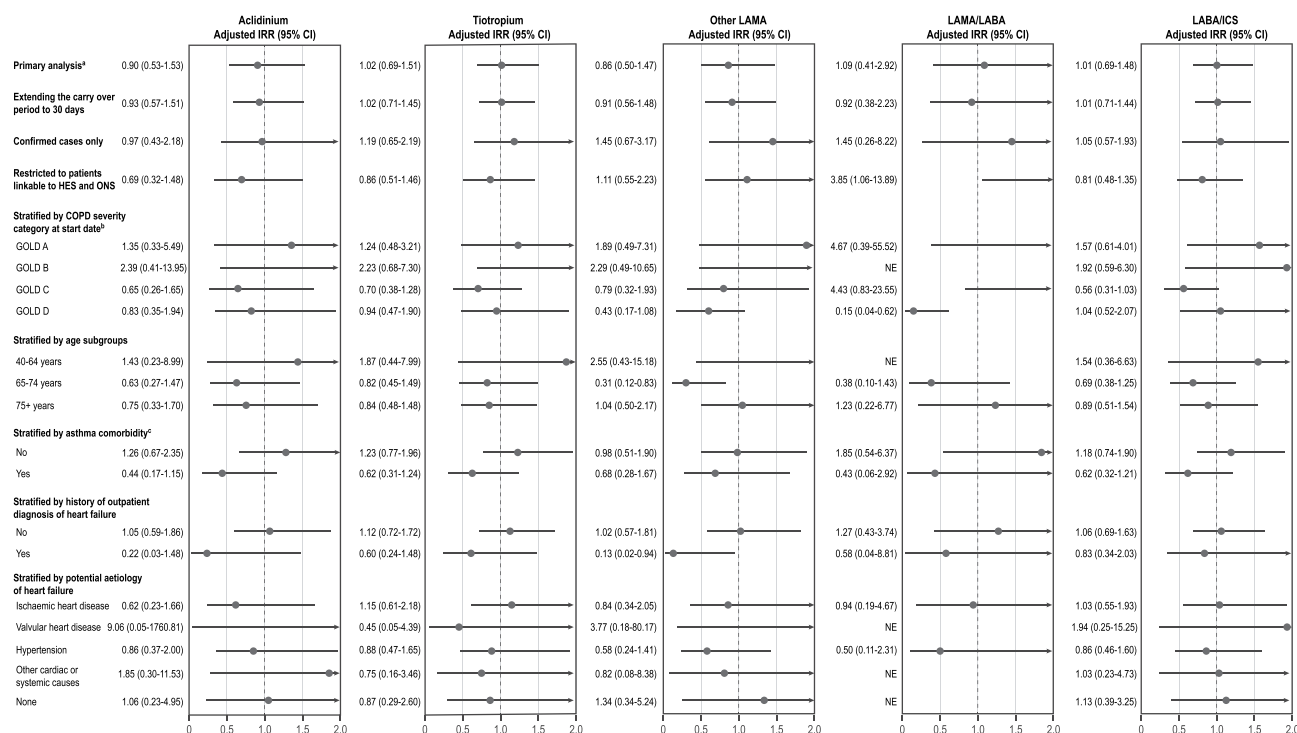 Aclidinium Tiotropium Other LAMA LAMA/LABA LABA/ICS
Adjusted IRR (95% CI) Adjusted IRR (95% CI) Adjusted IRR (95% CI) Adjusted IRR (95% CI) Adjusted IRR (95% CI)
Primary analysisᵃ 0.90 (0.53-1.53) 1.02 (0.69-1.51) 0.86 (0.50-1.47) 1.09 (0.41-2.92) 1.01 (0.69-1.48)
Extending the carry over
period to 30 days 0.93 (0.57-1.51) 1.02 (0.71-1.45) 0.91 (0.56-1.48) 0.92 (0.38-2.23) 1.01 (0.71-1.44)
Confirmed cases only 0.97 (0.43-2.18) 1.19 (0.65-2.19) 1.45 (0.67-3.17) 1.45 (0.26-8.22) 1.05 (0.57-1.93)
Restricted to patients
linkable to HES and ONS 0.69 (0.32-1.48) 0.86 (0.51-1.46) 1.11 (0.55-2.23) 3.85 (1.06-13.89) 0.81 (0.48-1.35)
Stratified by COPD severity
category at start dateᵇ
GOLD A 1.35 (0.33-5.49) 1.24 (0.48-3.21) 1.89 (0.49-7.31) 4.67 (0.39-55.52) 1.57 (0.61-4.01)
GOLD B 2.39 (0.41-13.95) 2.23 (0.68-7.30) 2.29 (0.49-10.65) NE 1.92 (0.59-6.30)
GOLD C 0.65 (0.26-1.65) 0.70 (0.38-1.28) 0.79 (0.32-1.93) 4.43 (0.83-23.55) 0.56 (0.31-1.03)
GOLD D 0.83 (0.35-1.94) 0.94 (0.47-1.90) 0.43 (0.17-1.08) 0.15 (0.04-0.62) 1.04 (0.52-2.07)
Stratified by age subgroups
40-64 years 1.43 (0.23-8.99) 1.87 (0.44-7.99) 2.55 (0.43-15.18) NE 1.54 (0.36-6.63)
65-74 years 0.63 (0.27-1.47) 0.82 (0.45-1.49) 0.31 (0.12-0.83) 0.38 (0.10-1.43) 0.69 (0.38-1.25)
75+ years 0.75 (0.33-1.70) 0.84 (0.48-1.48) 1.04 (0.50-2.17) 1.23 (0.22-6.77) 0.89 (0.51-1.54)
Stratified by asthma comorbidityᶜ
No 1.26 (0.67-2.35) 1.23 (0.77-1.96) 0.98 (0.51-1.90) 1.85 (0.54-6.37) 1.18 (0.74-1.90)
Yes 0.44 (0.17-1.15) 0.62 (0.31-1.24) 0.68 (0.28-1.67) 0.43 (0.06-2.92) 0.62 (0.32-1.21)
Stratified by history of outpatient
diagnosis of heart failure
No 1.05 (0.59-1.86) 1.12 (0.72-1.72) 1.02 (0.57-1.81) 1.27 (0.43-3.74) 1.06 (0.69-1.63)
Yes 0.22 (0.03-1.48) 0.60 (0.24-1.48) 0.13 (0.02-0.94) 0.58 (0.04-8.81) 0.83 (0.34-2.03)
Stratified by potential aetiology
of heart failure
Ischaemic heart disease 0.62 (0.23-1.66) 1.15 (0.61-2.18) 0.84 (0.34-2.05) 0.94 (0.19-4.67) 1.03 (0.55-1.93)
Valvular heart disease 9.06 (0.05-1760.81) 0.45 (0.05-4.39) 3.77 (0.18-80.17) NE 1.94 (0.25-15.25)
Hypertension 0.86 (0.37-2.00) 0.88 (0.47-1.65) 0.58 (0.24-1.41) 0.50 (0.11-2.31) 0.86 (0.46-1.60)
Other cardiac or
systemic causes 1.85 (0.30-11.53) 0.75 (0.16-3.46) 0.82 (0.08-8.38) NE 1.03 (0.23-4.73)
None 1.06 (0.23-4.95) 0.87 (0.29-2.60) 1.34 (0.34-5.24) NE 1.13 (0.39-3.25)
0 0.5 1.0 1.5 2.0 0 0.5 1.0 1.5 2.0 0 0.5 1.0 1.5 2.0 0 0.5 1.0 1.5 2.0 0 0.5 1.0 1.5 2.0